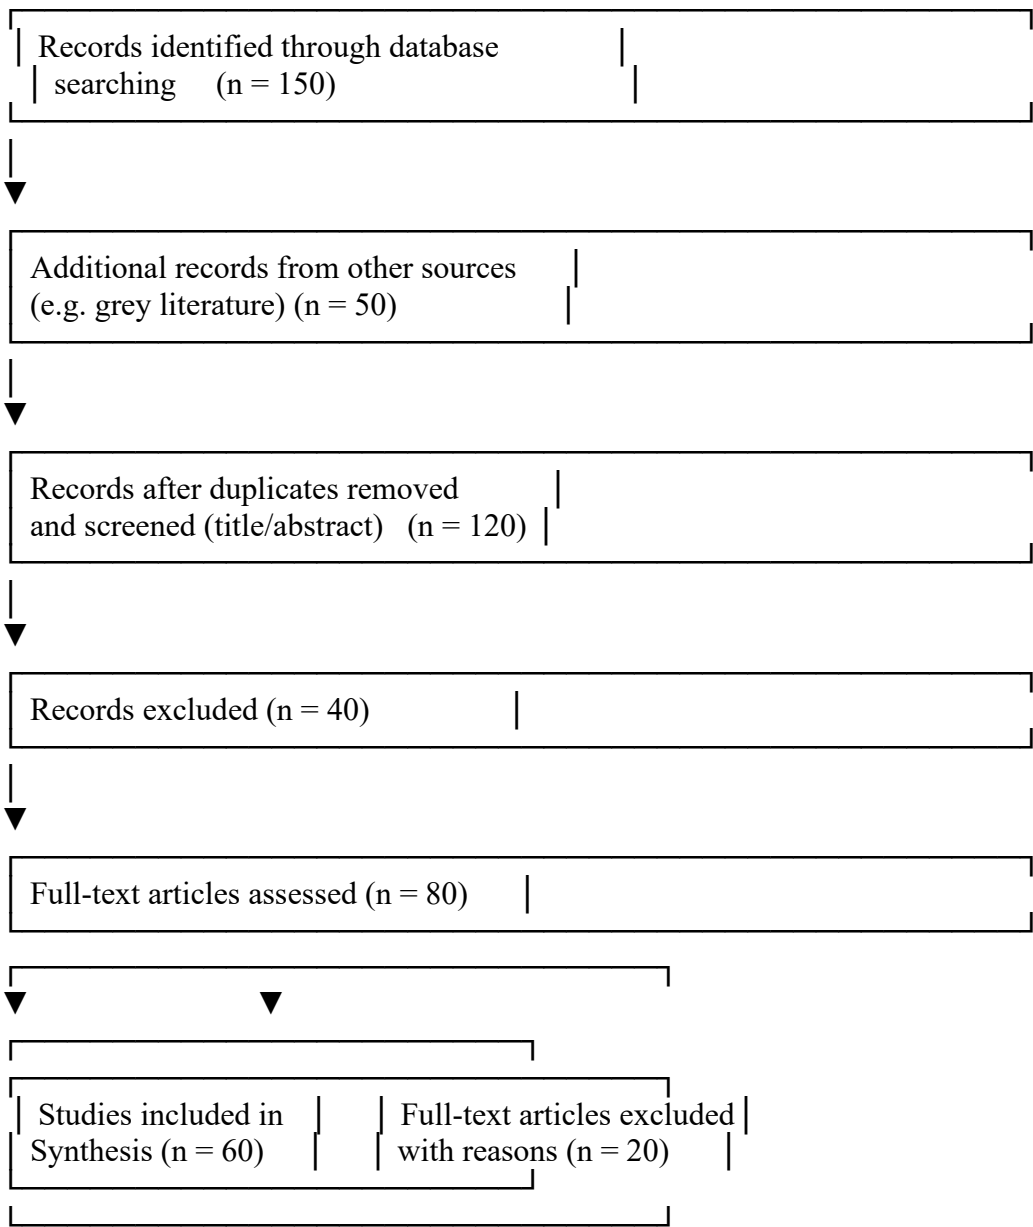 Records identified through database
searching (n = 150)
Additional records from other sources
(e.g. grey literature) (n = 50)
Records after duplicates removed
and screened (title/abstract) (n = 120)
Records excluded (n = 40)
Full-text articles assessed (n = 80)
Studies included in
Synthesis (n = 60)
Full-text articles excluded
with reasons (n = 20)